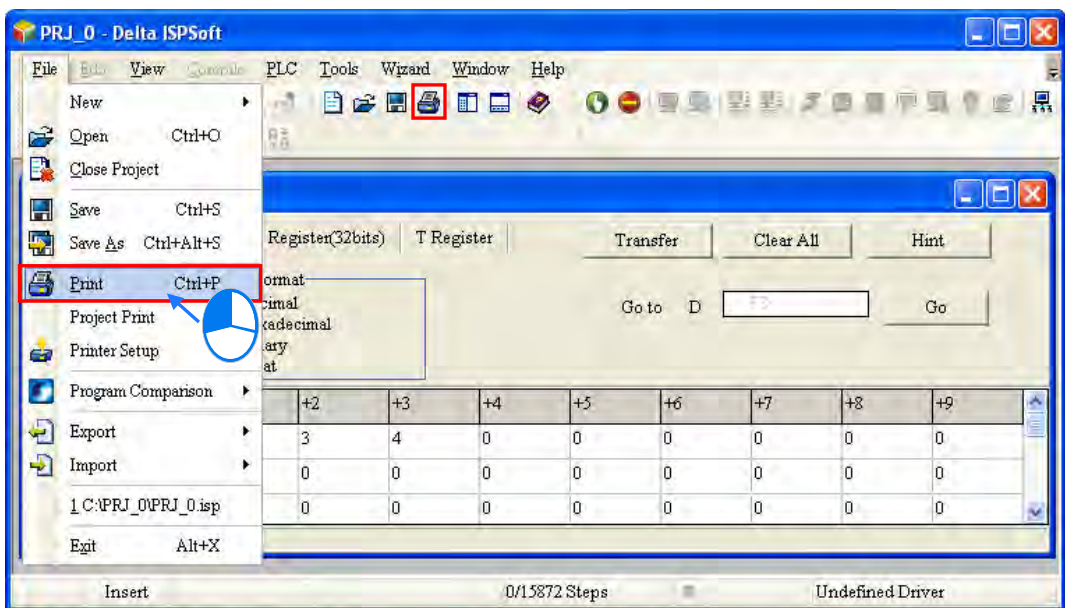 PRJ_0 - Delta ISPSoft
File Edit View Compile PLC Tools Wizard Window Help
New
Open Ctrl+O
Close Project
Save Ctrl+S
Save As Ctrl+Alt+S
Print Ctrl+P
Project Print
Printer Setup
Program Comparison
Export
Import
1 C:\PRJ_0\PRJ_0.isp
Exit Alt+X
Register(32bits) T Register Transfer Clear All Hint
ormat
cimal
xadecimal
ary
at
Go to D Go
+2 +3 +4 +5 +6 +7 +8 +9
3 4 0 0 0 0 0 0
0 0 0 0 0 0 0 0
0 0 0 0 0 0 0 0
Insert 0/15872 Steps Undefined Driver